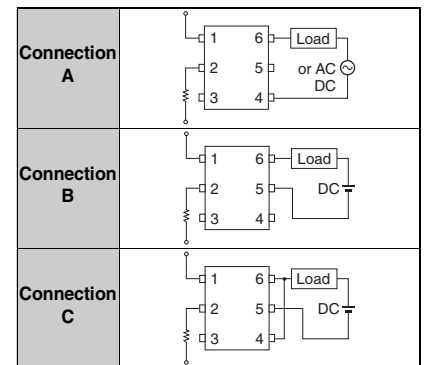 Connection
A
1 6 Load
2 5 or AC
DC
3 4
Connection
B
1 6 Load
2 5 DC
3 4
Connection
C
1 6 Load
2 5 DC
3 4